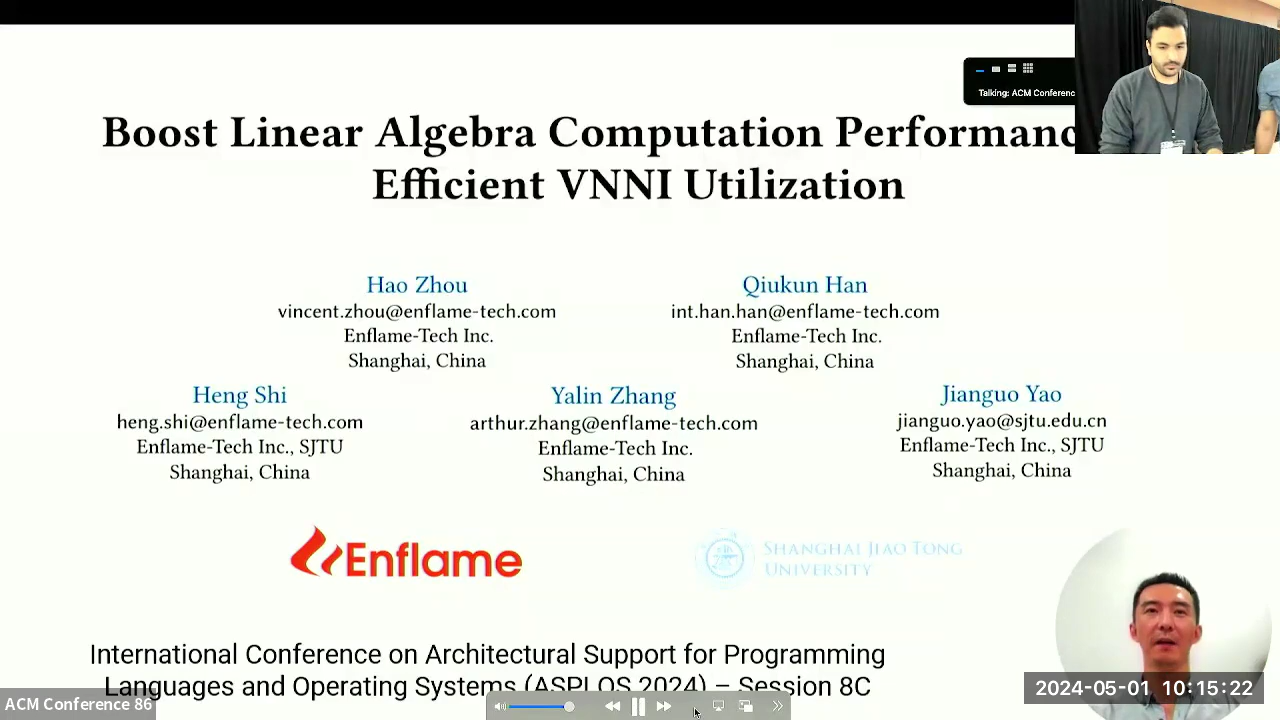 Talking: ACM Conferenc
Boost Linear Algebra Computation Performanc
Efficient VNNI Utilization
Hao Zhou
vincent.zhou@enflame-tech.com
Enflame-Tech Inc.
Shanghai, China
Qiukun Han
int.han.han@enflame-tech.com
Enflame-Tech Inc.
Shanghai, China
Heng Shi
heng.shi@enflame-tech.com
Enflame-Tech Inc., SJTU
Shanghai, China
Yalin Zhang
arthur.zhang@enflame-tech.com
Enflame-Tech Inc.
Shanghai, China
Jianguo Yao
jianguo.yao@sjtu.edu.cn
Enflame-Tech Inc., SJTU
Shanghai, China
Enflame
SHANGHAI JIAO TONG
UNIVERSITY
International Conference on Architectural Support for Programming
Languages and Operating Systems (ASPLOS 2024) – Session 8C
ACM Conference 86
2024-05-01 10:15:22